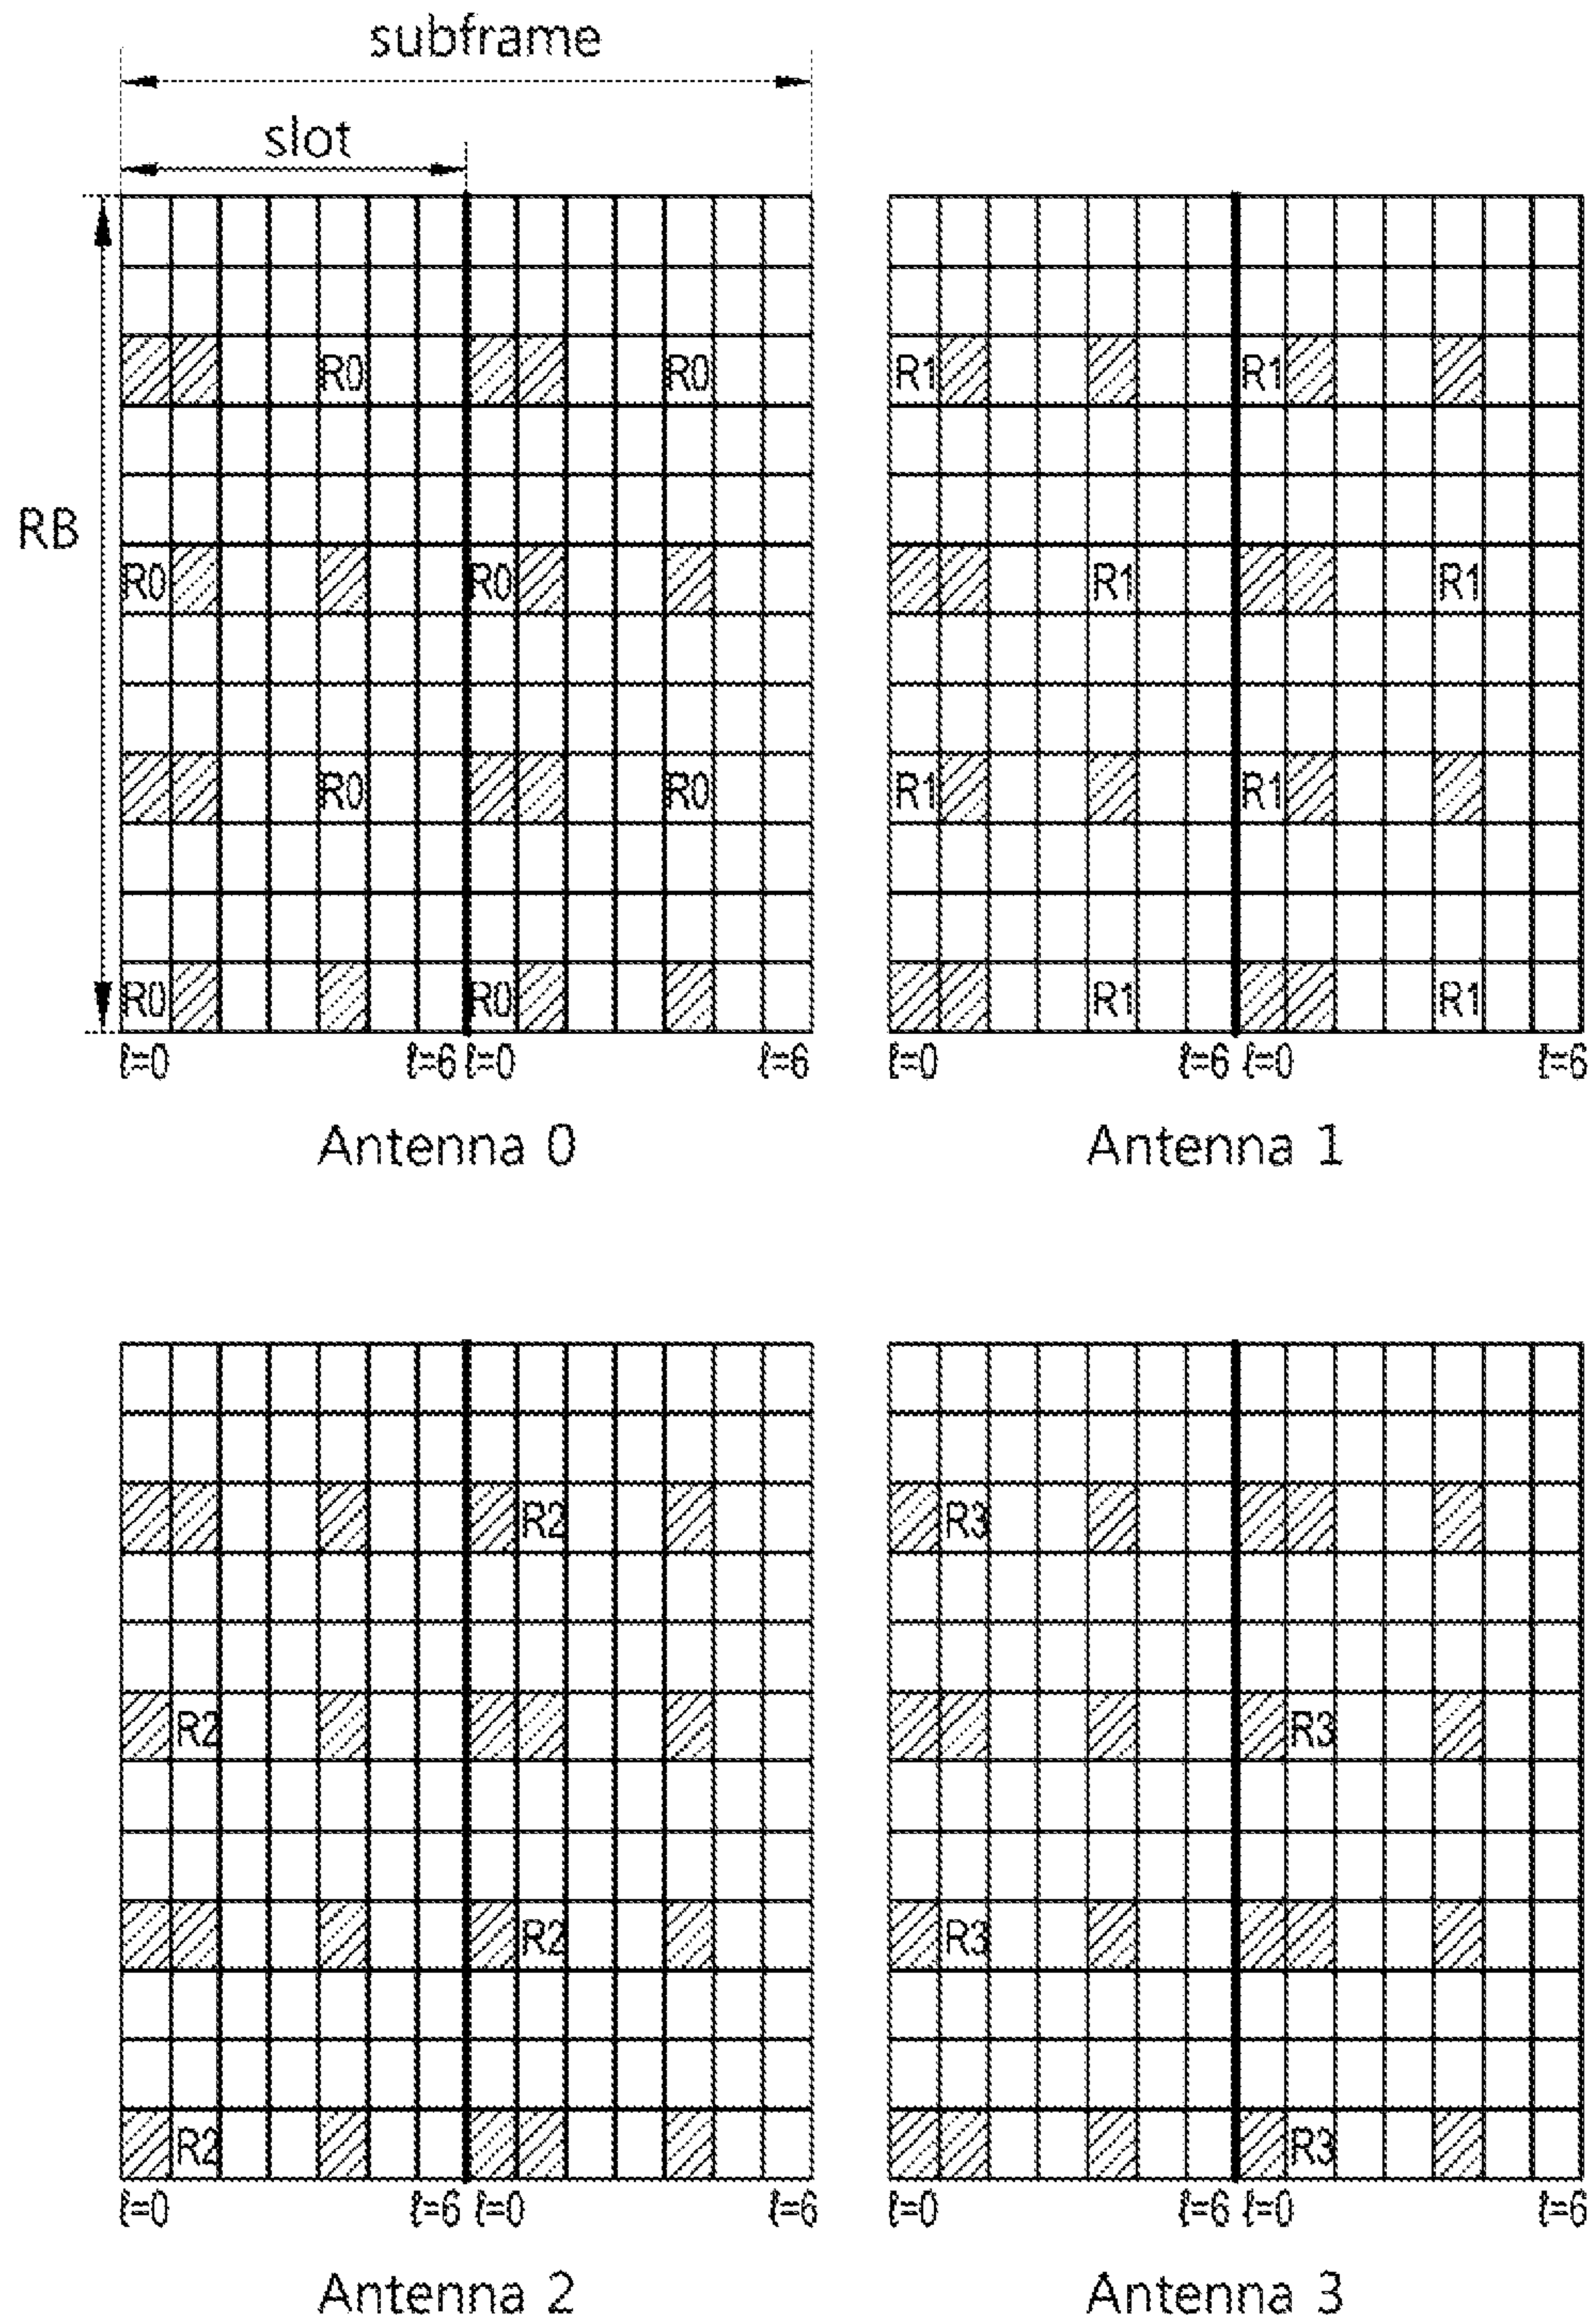 subframe
slot
RB
R0 R0
R0 R0
R0 R0
R0 R0
ℓ=0 ℓ=6 ℓ=0 ℓ=6
Antenna 0
R1 R1
R1 R1
R1 R1
R1 R1
ℓ=0 ℓ=6 ℓ=0 ℓ=6
Antenna 1
R2
R2
R2
R2
ℓ=0 ℓ=6 ℓ=0 ℓ=6
Antenna 2
R3
R3
R3
R3
ℓ=0 ℓ=6 ℓ=0 ℓ=6
Antenna 3